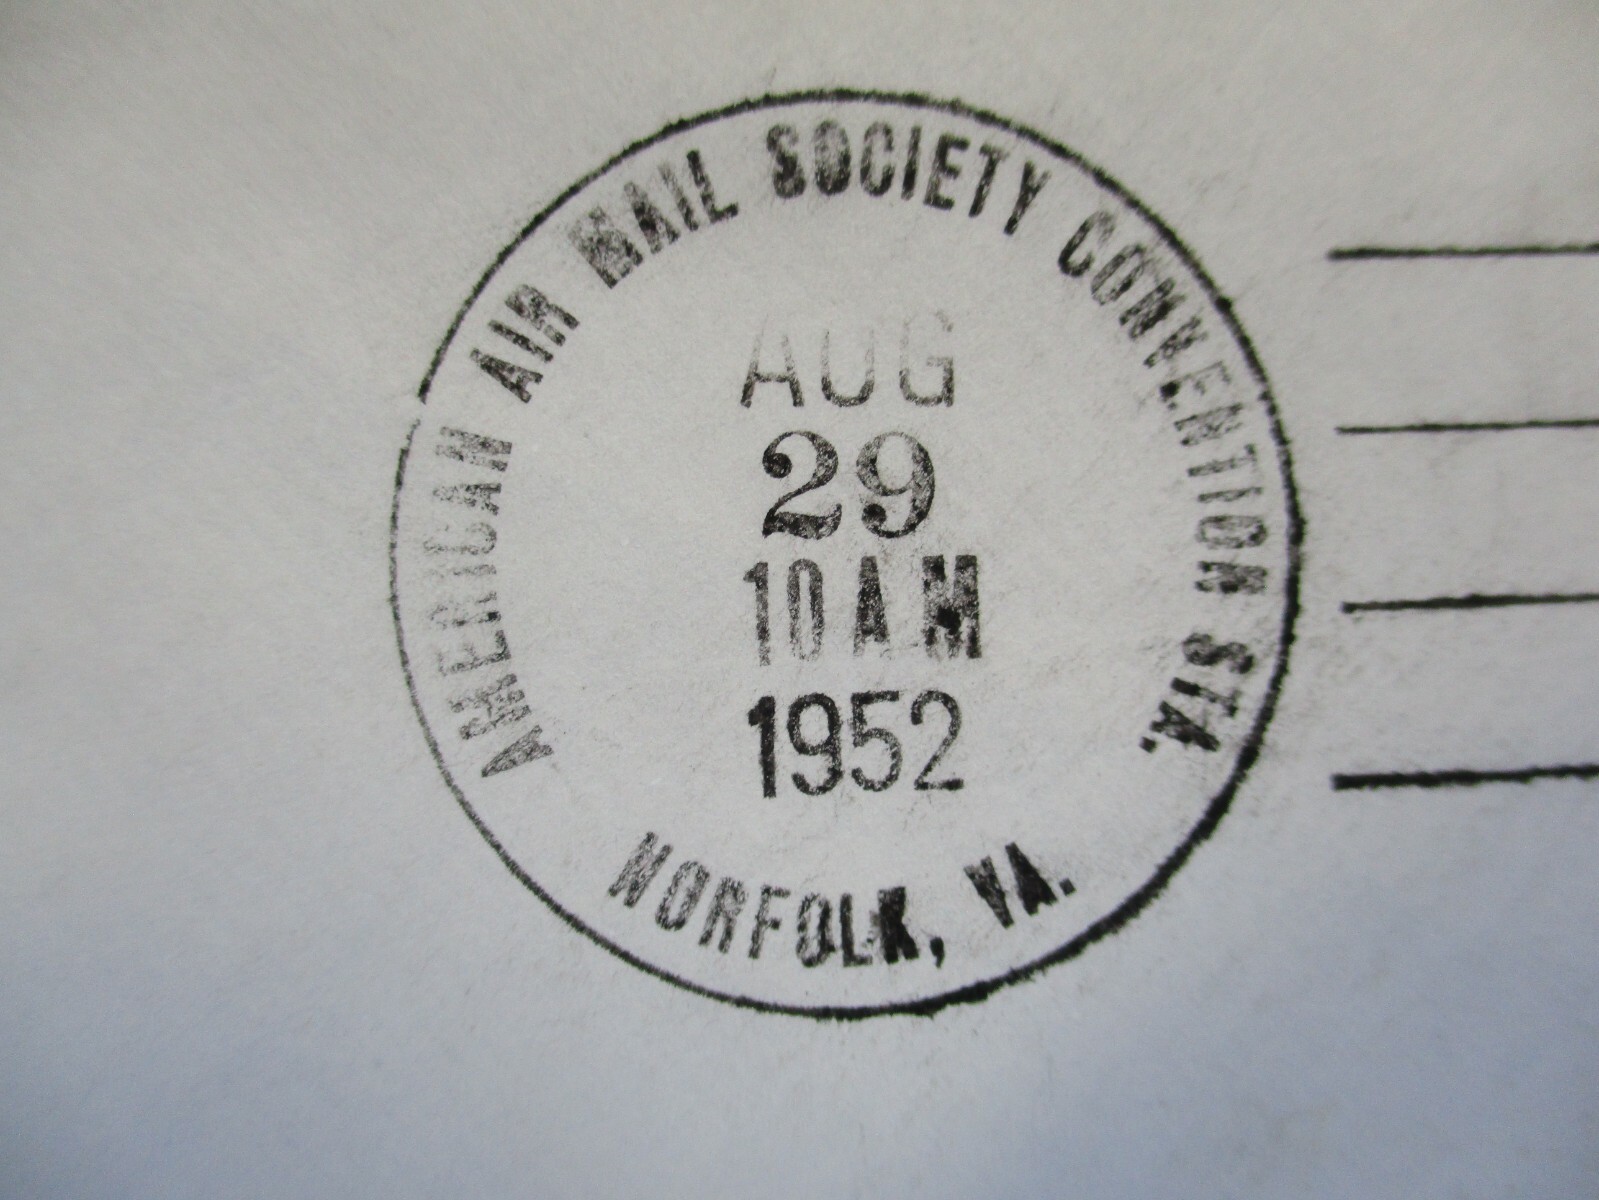 AMERICAN AIR MAIL SOCIETY CONVENTION STA.
AUG
29
10 AM
1952
NORFOLK, VA.